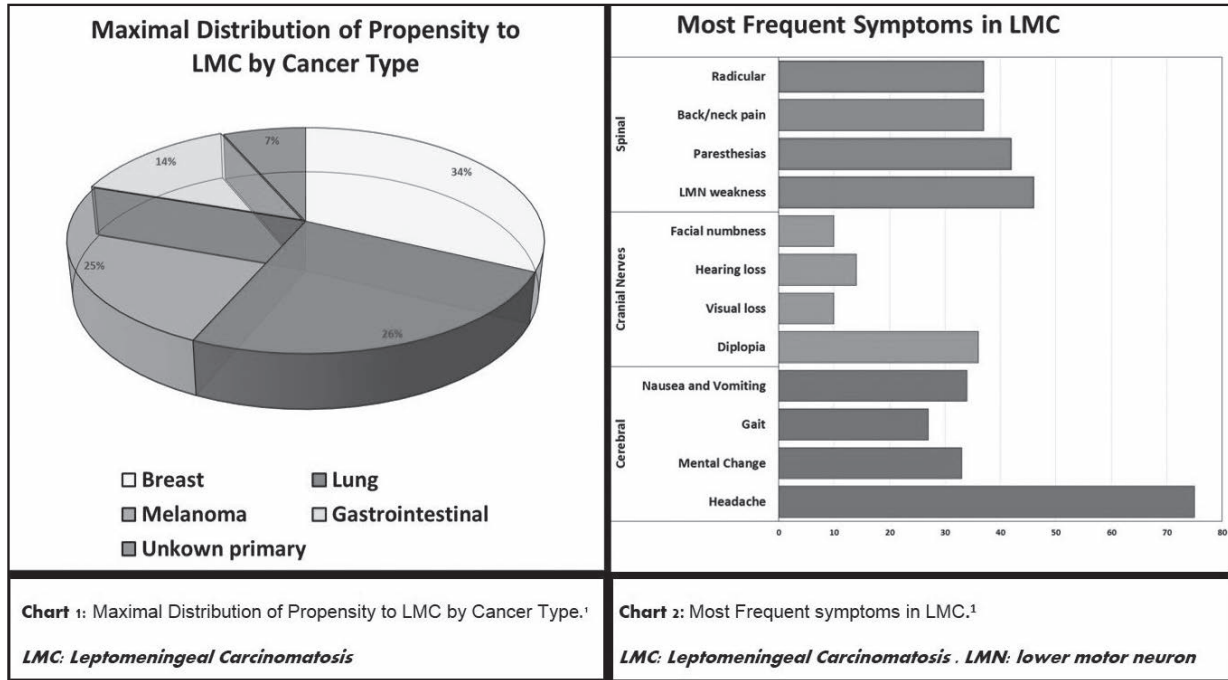 Maximal Distribution of Propensity to
LMC by Cancer Type
7%
14%
34%
25%
26%
Breast
Lung
Melanoma
Gastrointestinal
Unkown primary
Most Frequent Symptoms in LMC
Spinal
Radicular
Back/neck pain
Paresthesias
LMN weakness
Cranial Nerves
Facial numbness
Hearing loss
Visual loss
Diplopia
Cerebral
Nausea and Vomiting
Gait
Mental Change
Headache
0 10 20 30 40 50 60 70 80
Chart 1: Maximal Distribution of Propensity to LMC by Cancer Type.¹
LMC: Leptomeningeal Carcinomatosis
Chart 2: Most Frequent symptoms in LMC.¹
LMC: Leptomeningeal Carcinomatosis . LMN: lower motor neuron